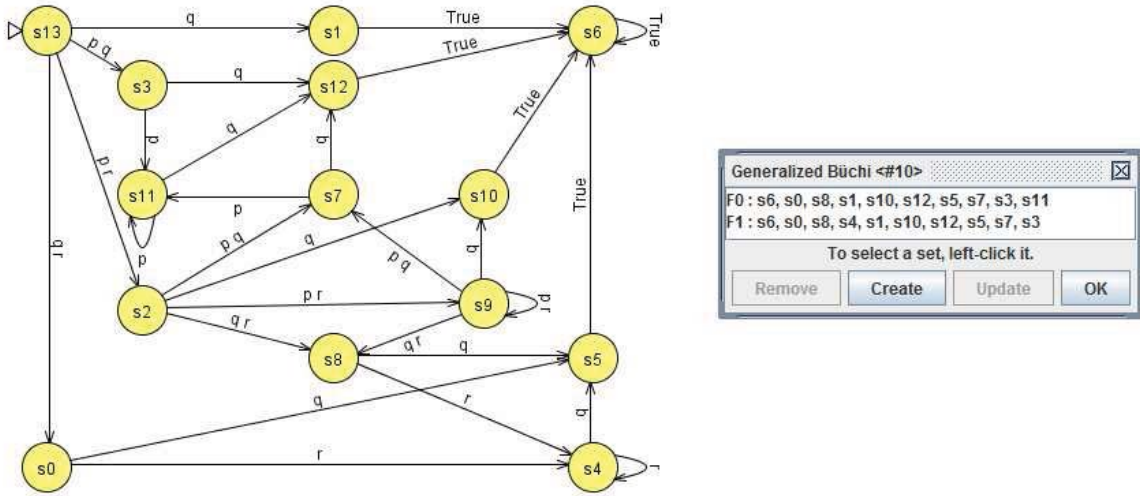 s13
q
s1
True
s6
True
p q
True
s3
q
s12
q
p
True
p r
s11
p
s7
q
s10
True
q r
p
p q
q
p q
q
s2
p r
s9
p r
q r
q r
s8
q
s5
q
r
q
s0
r
s4
r
Generalized Büchi <#10>
F0 : s6, s0, s8, s1, s10, s12, s5, s7, s3, s11
F1 : s6, s0, s8, s4, s1, s10, s12, s5, s7, s3
To select a set, left-click it.
Remove
Create
Update
OK